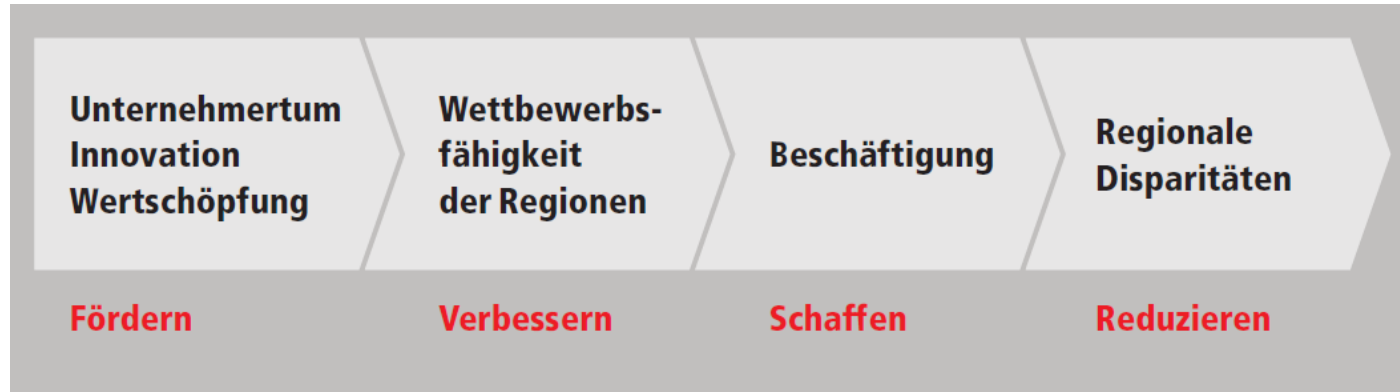 Unternehmertum
Innovation
Wertschöpfung
Wettbewerbs-
fähigkeit
der Regionen
Beschäftigung
Regionale
Disparitäten
Fördern
Verbessern
Schaffen
Reduzieren